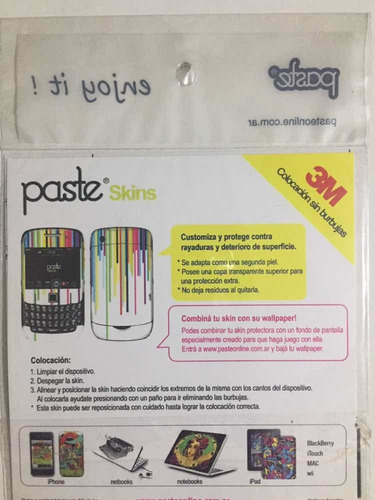 enjoy it !
paste®
pasteonline.com.ar
3M
Colocación sin burbujas
paste® Skins
Customiza y protege contra
rayaduras y deterioro de superficie.
* Se adapta como una segunda piel.
* Posee una capa transparente superior para
una protección extra.
* No deja residuos al quitarla.
paste
Combiná tu skin con su wallpaper!
Podes combinar tu skin protectora con un fondo de pantalla
especialmente creado para que haga juego con ella.
Entrá a www.pasteonline.com.ar y bajá tu wallpaper.
Colocación:
1. Limpiar el dispositivo.
2. Despegar la skin.
3. Alinear y posicionar la skin haciendo coincidir los extremos de la misma con los cantos del dispositivo.
Al colocarla ayudate presionando con un paño para ir eliminando las burbujas.
* Esta skin puede ser reposicionada con cuidado hasta lograr la colocación correcta.
BlackBerry
iTouch
MAC
wii
iPhone
netbooks
notebooks
iPad